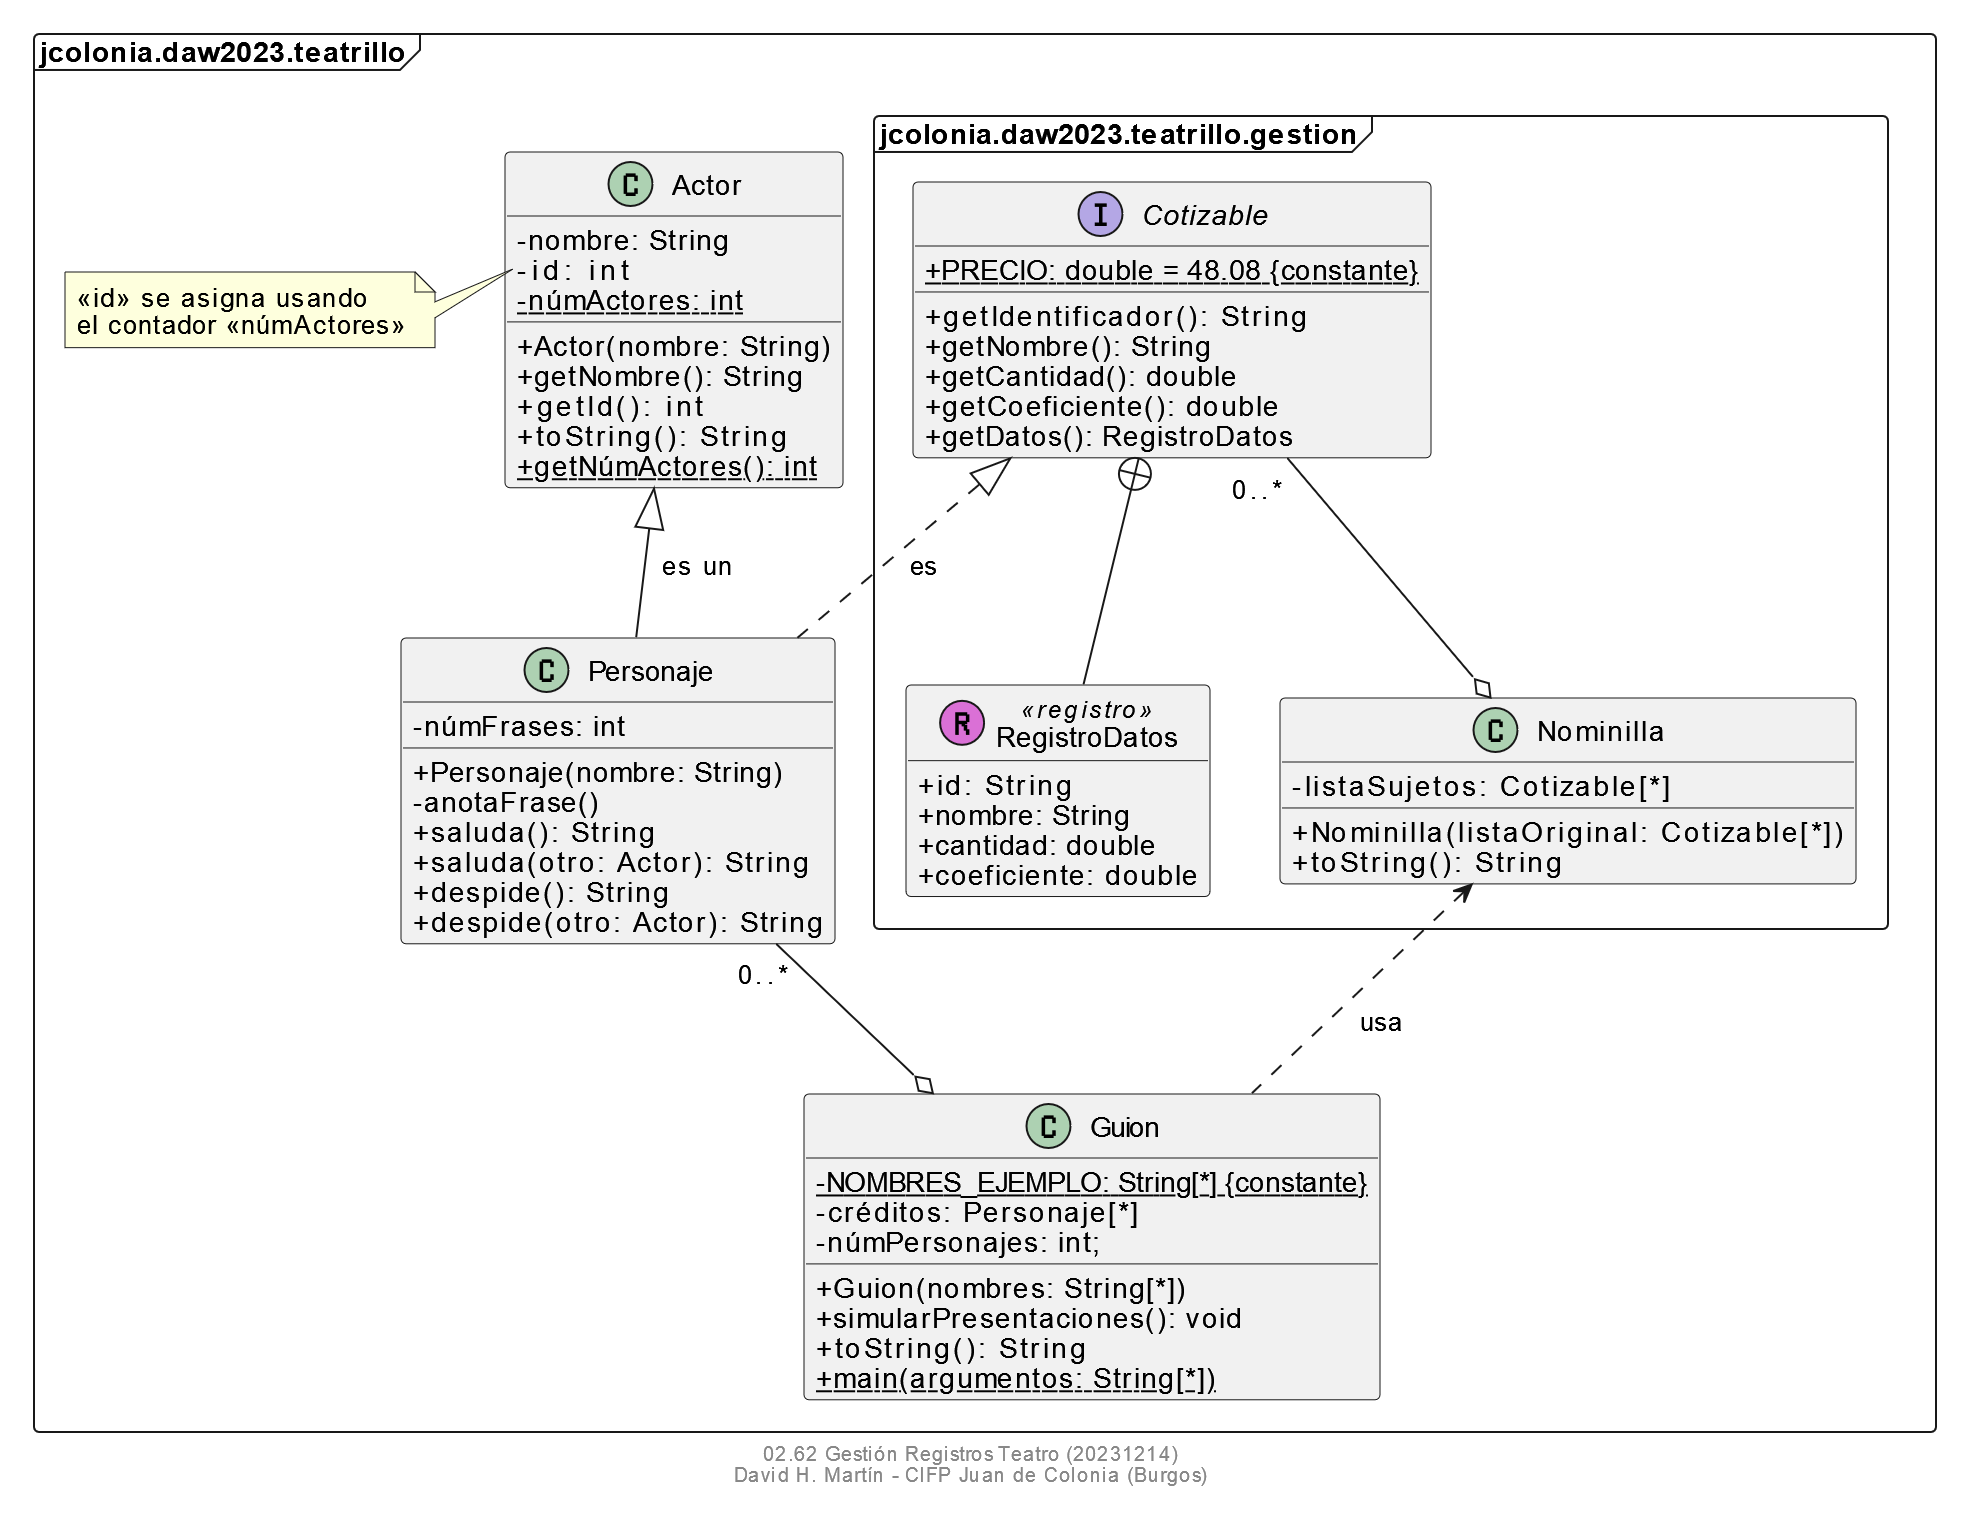 jcolonia.daw2023.teatrillo
jcolonia.daw2023.teatrillo.gestion
C Actor
-nombre: String
-id: int
-númActores: int
+Actor(nombre: String)
+getNombre(): String
+getId(): int
+toString(): String
+getNúmActores(): int
«id» se asigna usando
el contador «númActores»
I Cotizable
+PRECIO: double = 48.08 {constante}
+getIdentificador(): String
+getNombre(): String
+getCantidad(): double
+getCoeficiente(): double
+getDatos(): RegistroDatos
0..*
es un
es
C Personaje
-númFrases: int
+Personaje(nombre: String)
-anotaFrase()
+saluda(): String
+saluda(otro: Actor): String
+despide(): String
+despide(otro: Actor): String
R «registro»
RegistroDatos
+id: String
+nombre: String
+cantidad: double
+coeficiente: double
C Nominilla
-listaSujetos: Cotizable[*]
+Nominilla(listaOriginal: Cotizable[*])
+toString(): String
0..*
usa
C Guion
-NOMBRES_EJEMPLO: String[*] {constante}
-créditos: Personaje[*]
-númPersonajes: int;
+Guion(nombres: String[*])
+simularPresentaciones(): void
+toString(): String
+main(argumentos: String[*])
02.62 Gestión Registros Teatro (20231214)
David H. Martín - CIFP Juan de Colonia (Burgos)